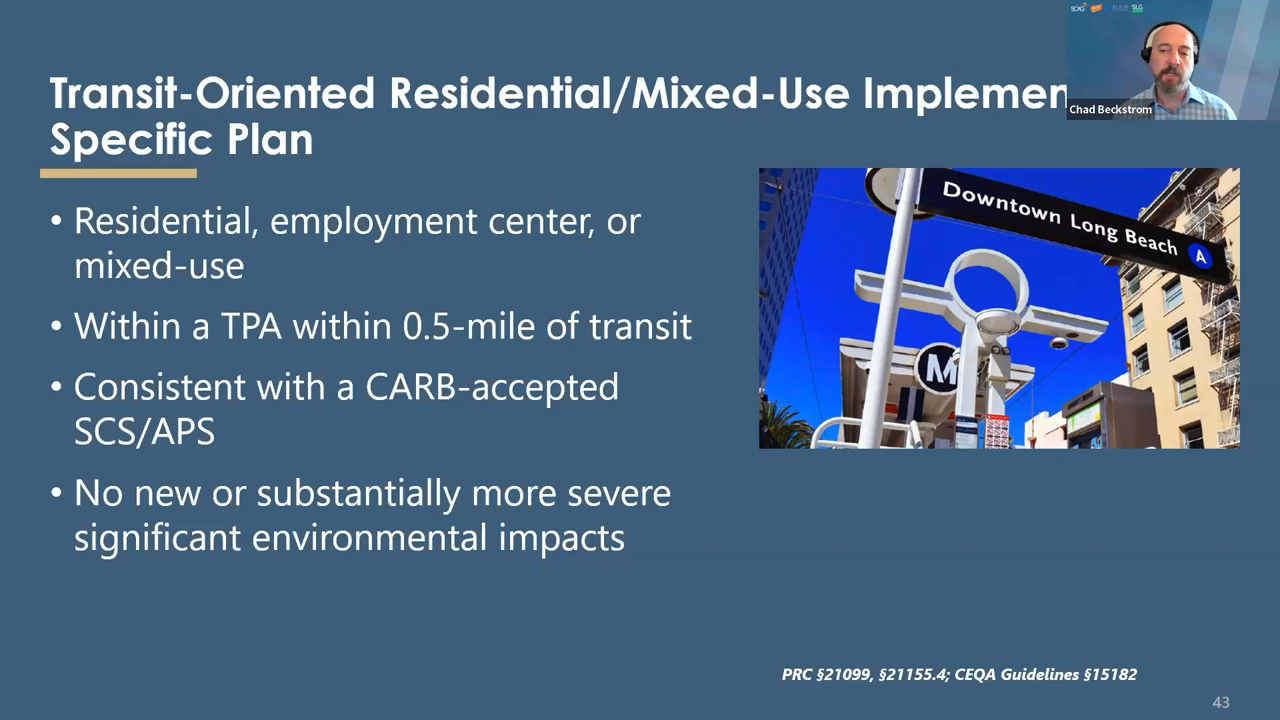 SCAG
SLG
Transit-Oriented Residential/Mixed-Use Implemen
Chad Beckstrom
Specific Plan
• Residential, employment center, or
mixed-use
• Within a TPA within 0.5-mile of transit
• Consistent with a CARB-accepted
SCS/APS
• No new or substantially more severe
significant environmental impacts
Downtown Long Beach A
M
PRC §21099, §21155.4; CEQA Guidelines §15182
43